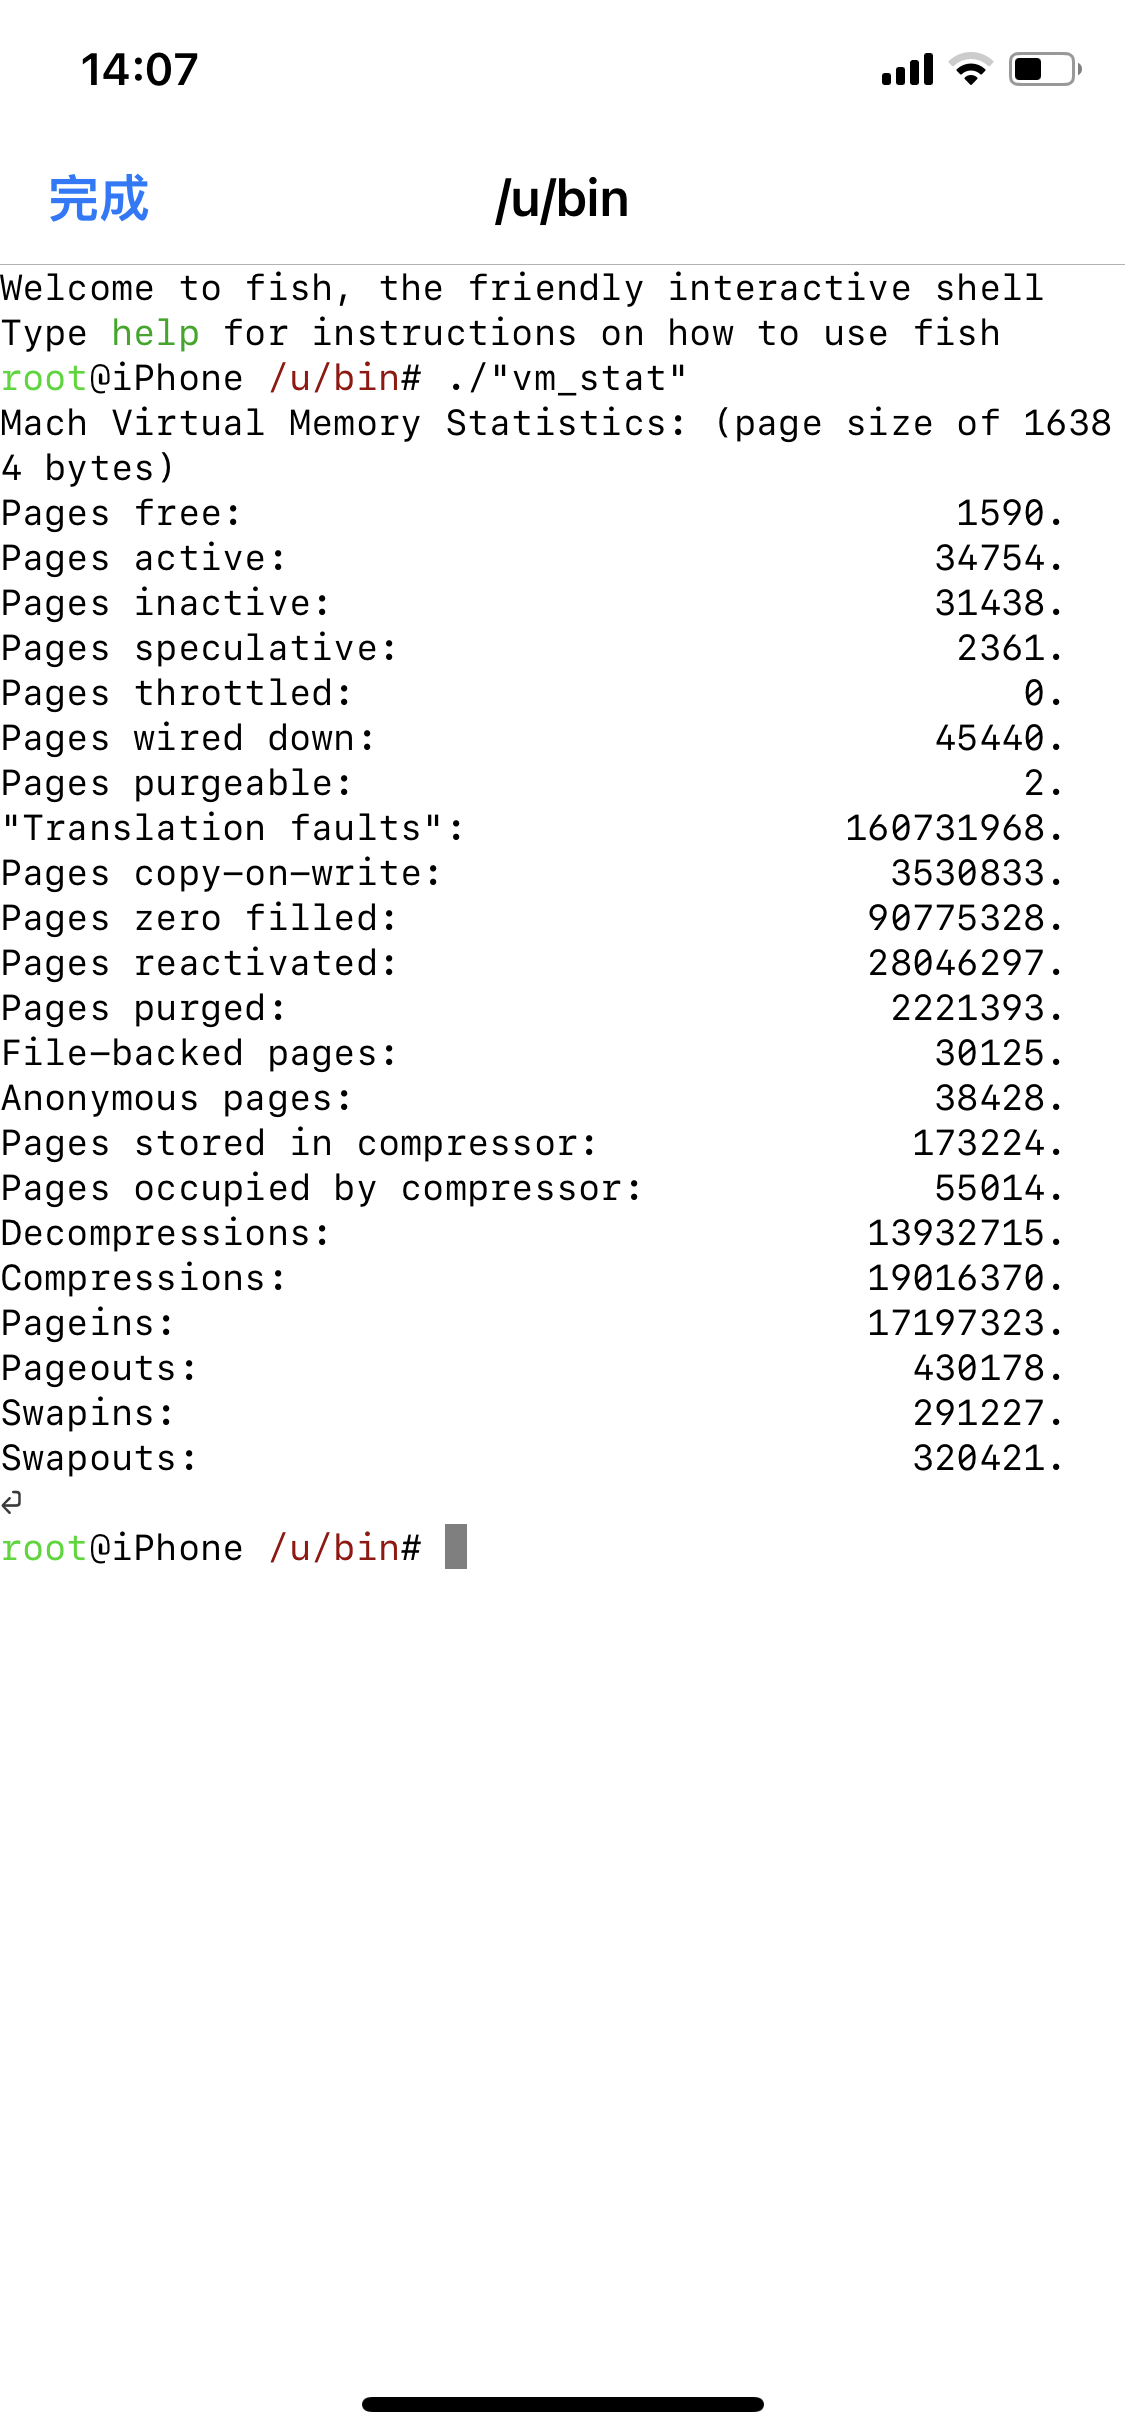 14:07
完成
/u/bin
Welcome to fish, the friendly interactive shell
Type help for instructions on how to use fish
root@iPhone /u/bin# ./"vm_stat"
Mach Virtual Memory Statistics: (page size of 1638
4 bytes)
Pages free: 1590.
Pages active: 34754.
Pages inactive: 31438.
Pages speculative: 2361.
Pages throttled: 0.
Pages wired down: 45440.
Pages purgeable: 2.
"Translation faults": 160731968.
Pages copy-on-write: 3530833.
Pages zero filled: 90775328.
Pages reactivated: 28046297.
Pages purged: 2221393.
File-backed pages: 30125.
Anonymous pages: 38428.
Pages stored in compressor: 173224.
Pages occupied by compressor: 55014.
Decompressions: 13932715.
Compressions: 19016370.
Pageins: 17197323.
Pageouts: 430178.
Swapins: 291227.
Swapouts: 320421.
⏎
root@iPhone /u/bin#